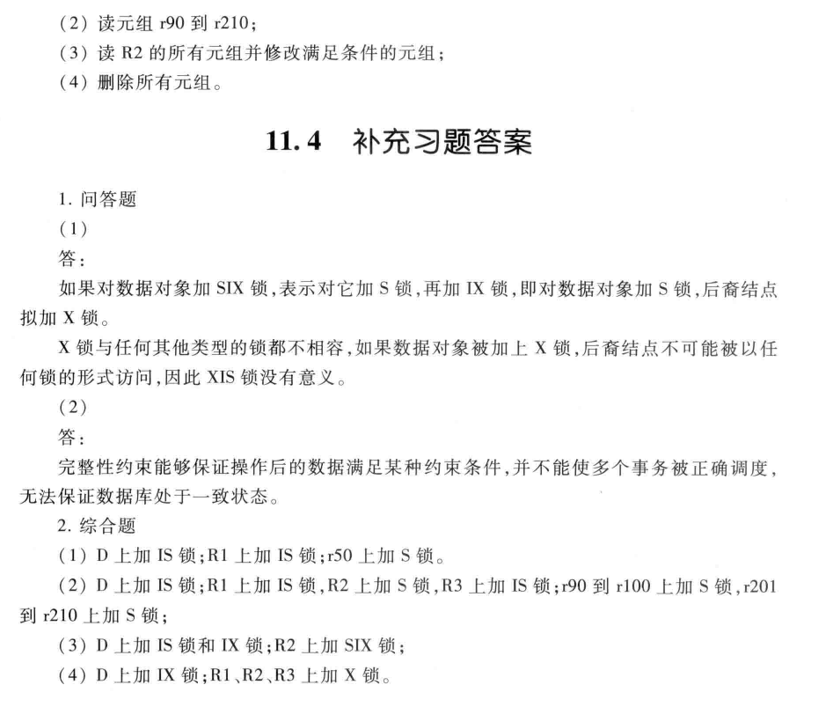 (2) 读元组 r90 到 r210；
(3) 读 R2 的所有元组并修改满足条件的元组；
(4) 删除所有元组。
11.4 补充习题答案
1. 问答题
(1)
答：
如果对数据对象加 SIX 锁，表示对它加 S 锁，再加 IX 锁，即对数据对象加 S 锁，后裔结点
拟加 X 锁。
X 锁与任何其他类型的锁都不相容，如果数据对象被加上 X 锁，后裔结点不可能被以任
何锁的形式访问，因此 XIS 锁没有意义。
(2)
答：
完整性约束能够保证操作后的数据满足某种约束条件，并不能使多个事务被正确调度，
无法保证数据库处于一致状态。
2. 综合题
(1) D 上加 IS 锁；R1 上加 IS 锁；r50 上加 S 锁。
(2) D 上加 IS 锁；R1 上加 IS 锁，R2 上加 S 锁，R3 上加 IS 锁；r90 到 r100 上加 S 锁，r201
到 r210 上加 S 锁；
(3) D 上加 IS 锁和 IX 锁；R2 上加 SIX 锁；
(4) D 上加 IX 锁；R1、R2、R3 上加 X 锁。